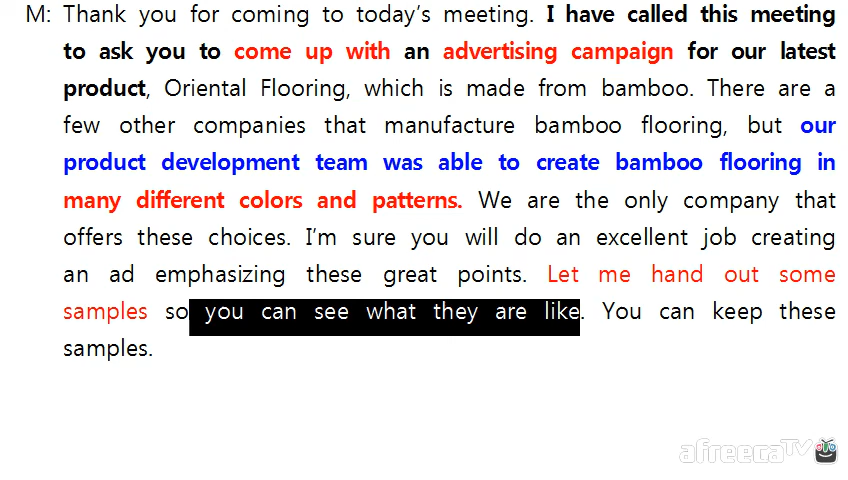 M: Thank you for coming to today's meeting. I have called this meeting
to ask you to come up with an advertising campaign for our latest
product, Oriental Flooring, which is made from bamboo. There are a
few other companies that manufacture bamboo flooring, but our
product development team was able to create bamboo flooring in
many different colors and patterns. We are the only company that
offers these choices. I'm sure you will do an excellent job creating
an ad emphasizing these great points. Let me hand out some
samples so you can see what they are like. You can keep these
samples.
afreecaTV